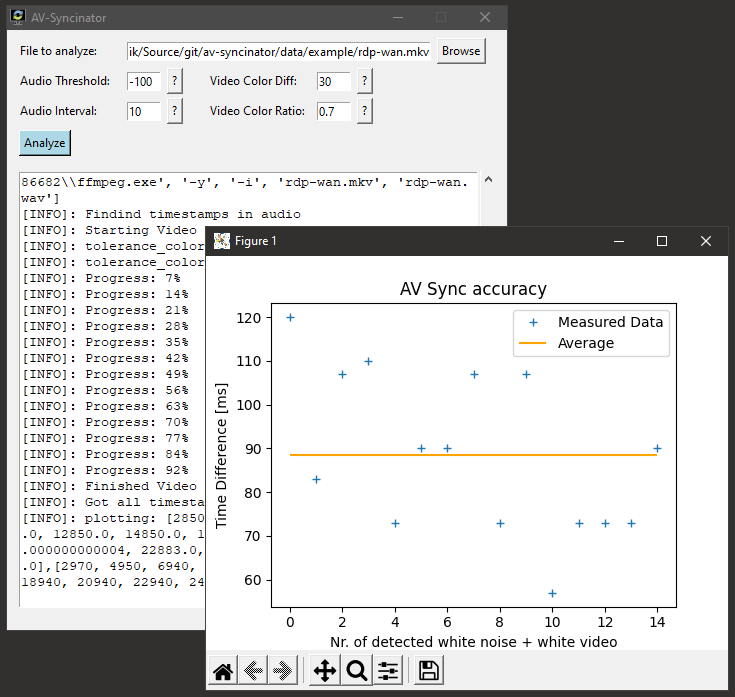 AV-Syncinator
File to analyze: ik/Source/git/av-syncinator/data/example/rdp-wan.mkv Browse
Audio Threshold: -100 ? Video Color Diff: 30 ?
Audio Interval: 10 ? Video Color Ratio: 0.7 ?
Analyze
86682\\ffmpeg.exe', '-y', '-i', 'rdp-wan.mkv', 'rdp-wan.
wav']
[INFO]: Findind timestamps in audio
[INFO]: Starting Video
[INFO]: tolerance_color
[INFO]: tolerance_color
[INFO]: Progress: 7%
[INFO]: Progress: 14%
[INFO]: Progress: 21%
[INFO]: Progress: 28%
[INFO]: Progress: 35%
[INFO]: Progress: 42%
[INFO]: Progress: 49%
[INFO]: Progress: 56%
[INFO]: Progress: 63%
[INFO]: Progress: 70%
[INFO]: Progress: 77%
[INFO]: Progress: 84%
[INFO]: Progress: 92%
[INFO]: Finished Video
[INFO]: Got all timesta
[INFO]: plotting: [2850
.0, 12850.0, 14850.0, 1
.000000000004, 22883.0,
.0],[2970, 4950, 6940,
18940, 20940, 22940, 24
Figure 1
AV Sync accuracy
Measured Data
Average
Time Difference [ms]
120
110
100
90
80
70
60
0 2 4 6 8 10 12 14
Nr. of detected white noise + white video